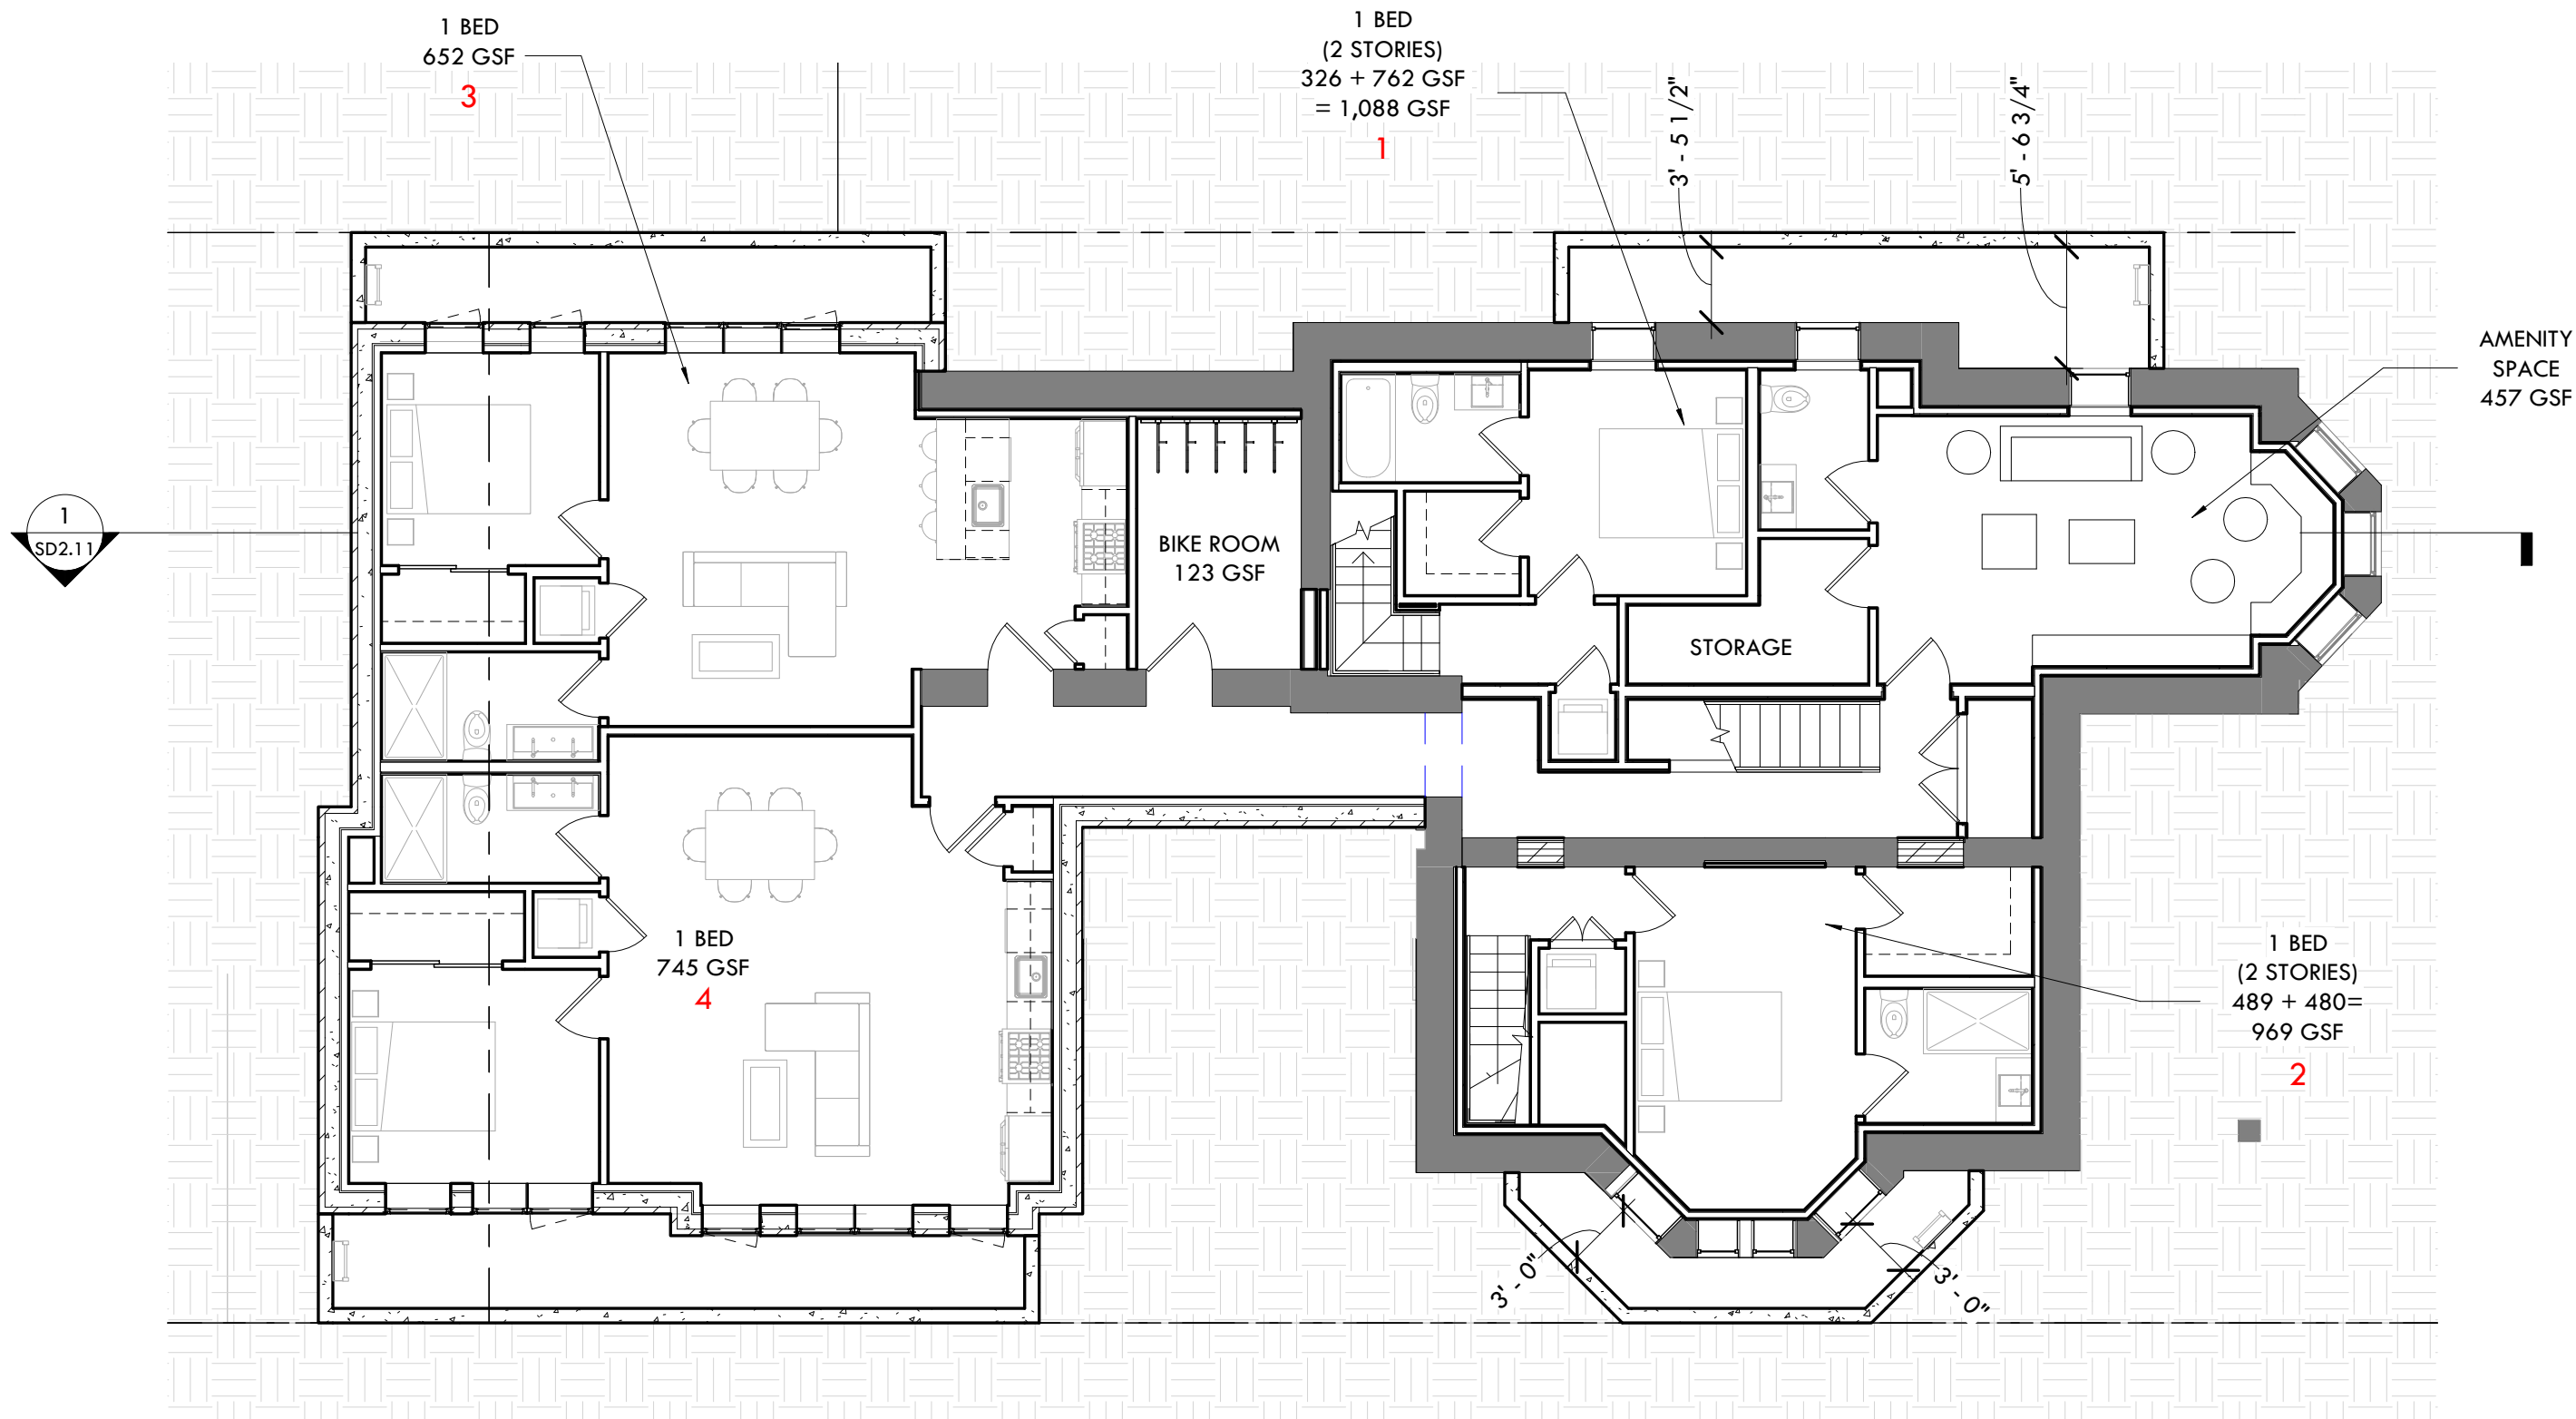 1 BED
652 GSF
3
1 BED
(2 STORIES)
326 + 762 GSF
= 1,088 GSF
1
3' - 5 1/2"
5' - 6 3/4"
AMENITY
SPACE
457 GSF
1
SD2.11
BIKE ROOM
123 GSF
STORAGE
1 BED
745 GSF
4
1 BED
(2 STORIES)
489 + 480=
969 GSF
2
3' - 0"
3' - 0"